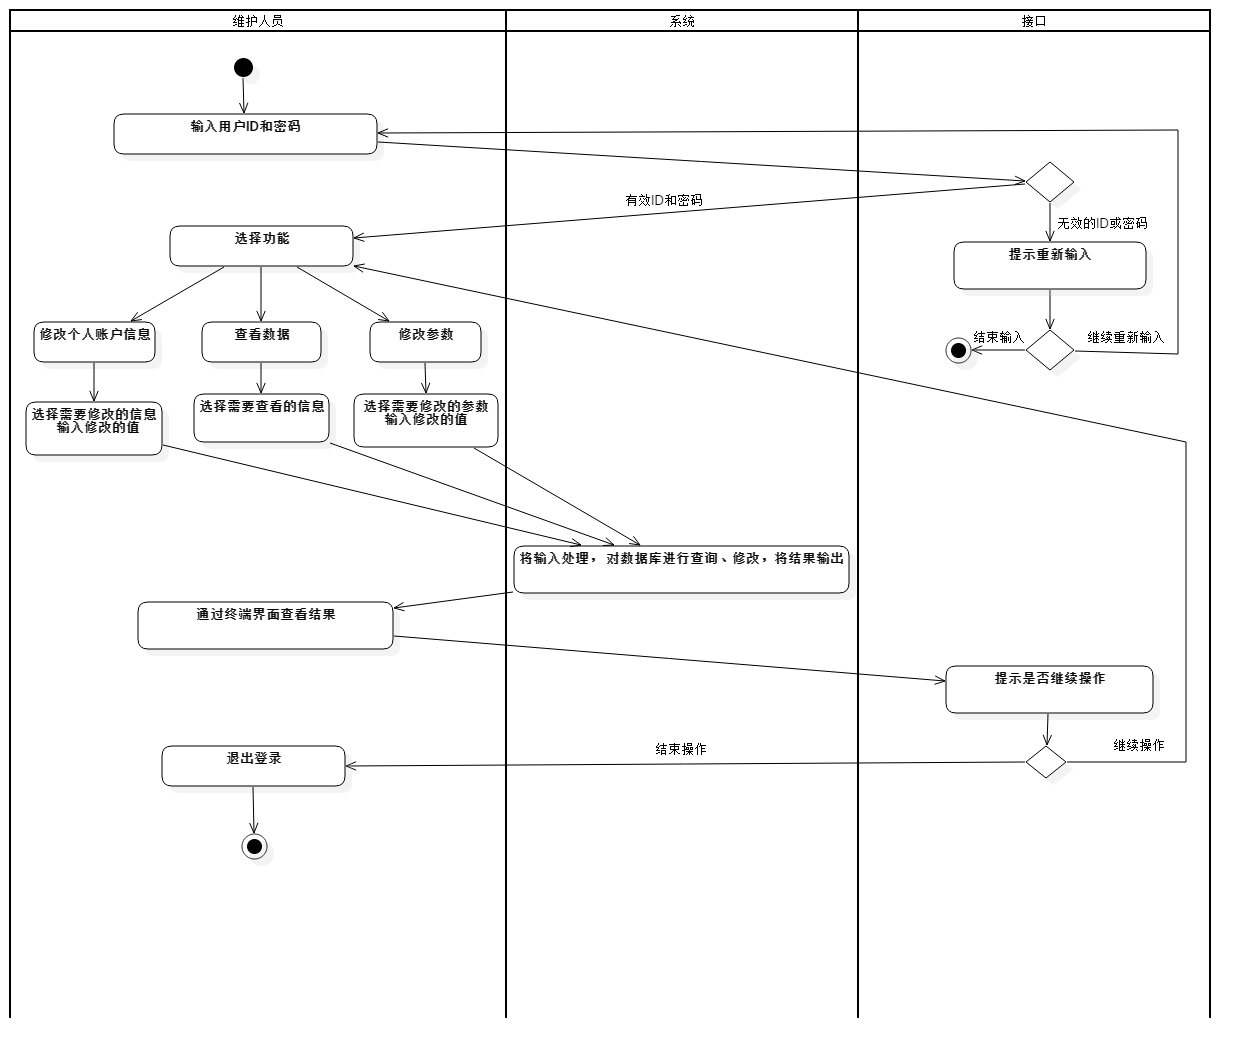 维护人员
系统
接口
输入用户ID和密码
有效ID和密码
无效的ID或密码
选择功能
提示重新输入
修改个人账户信息
查看数据
修改参数
结束输入
继续重新输入
选择需要修改的信息
输入修改的值
选择需要查看的信息
选择需要修改的参数
输入修改的值
将输入处理，对数据库进行查询、修改，将结果输出
通过终端界面查看结果
提示是否继续操作
结束操作
继续操作
退出登录